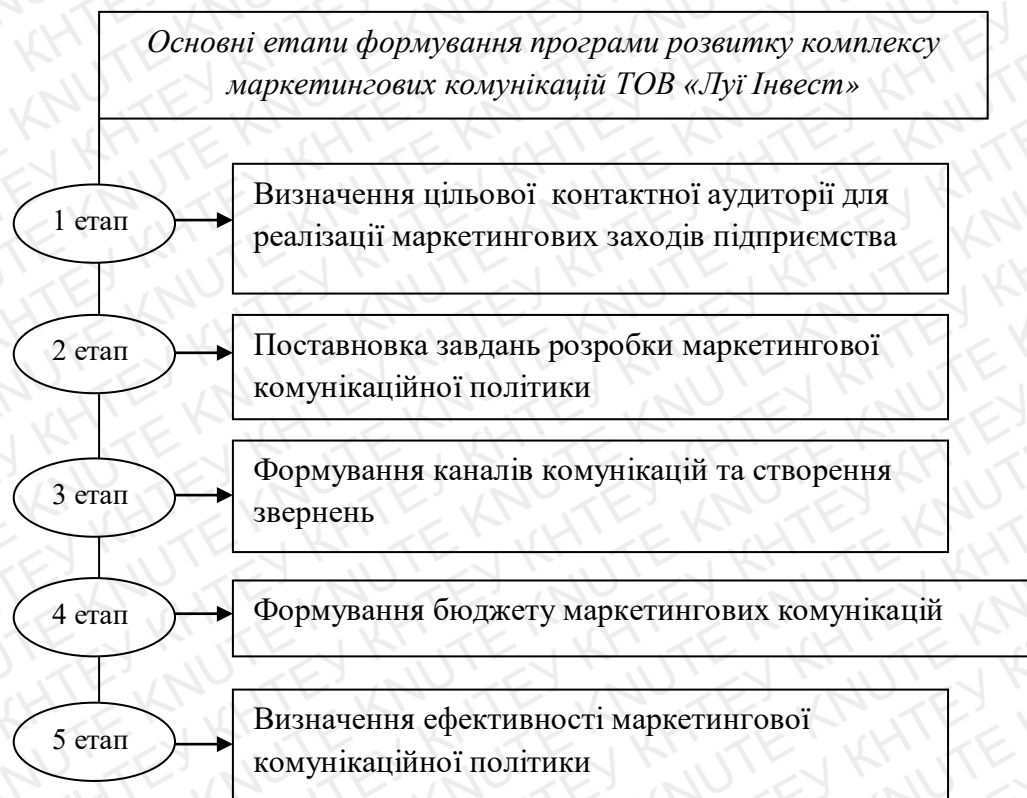 Основні етапи формування програми розвитку комплексу
маркетингових комунікацій ТОВ «Луї Інвест»
1 етап
Визначення цільової контактної аудиторії для
реалізації маркетингових заходів підприємства
2 етап
Поставновка завдань розробки маркетингової
комунікаційної політики
3 етап
Формування каналів комунікацій та створення
звернень
4 етап
Формування бюджету маркетингових комунікацій
5 етап
Визначення ефективності маркетингової
комунікаційної політики